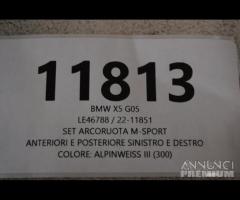 11813
BMW X5 G05
LE46788 / 22-11851
SET ARCORUOTA M-SPORT
ANTERIORI E POSTERIORE SINISTRO E DESTRO
COLORE: ALPINWEISS III (300)
ANNUNCI
PREMIUM